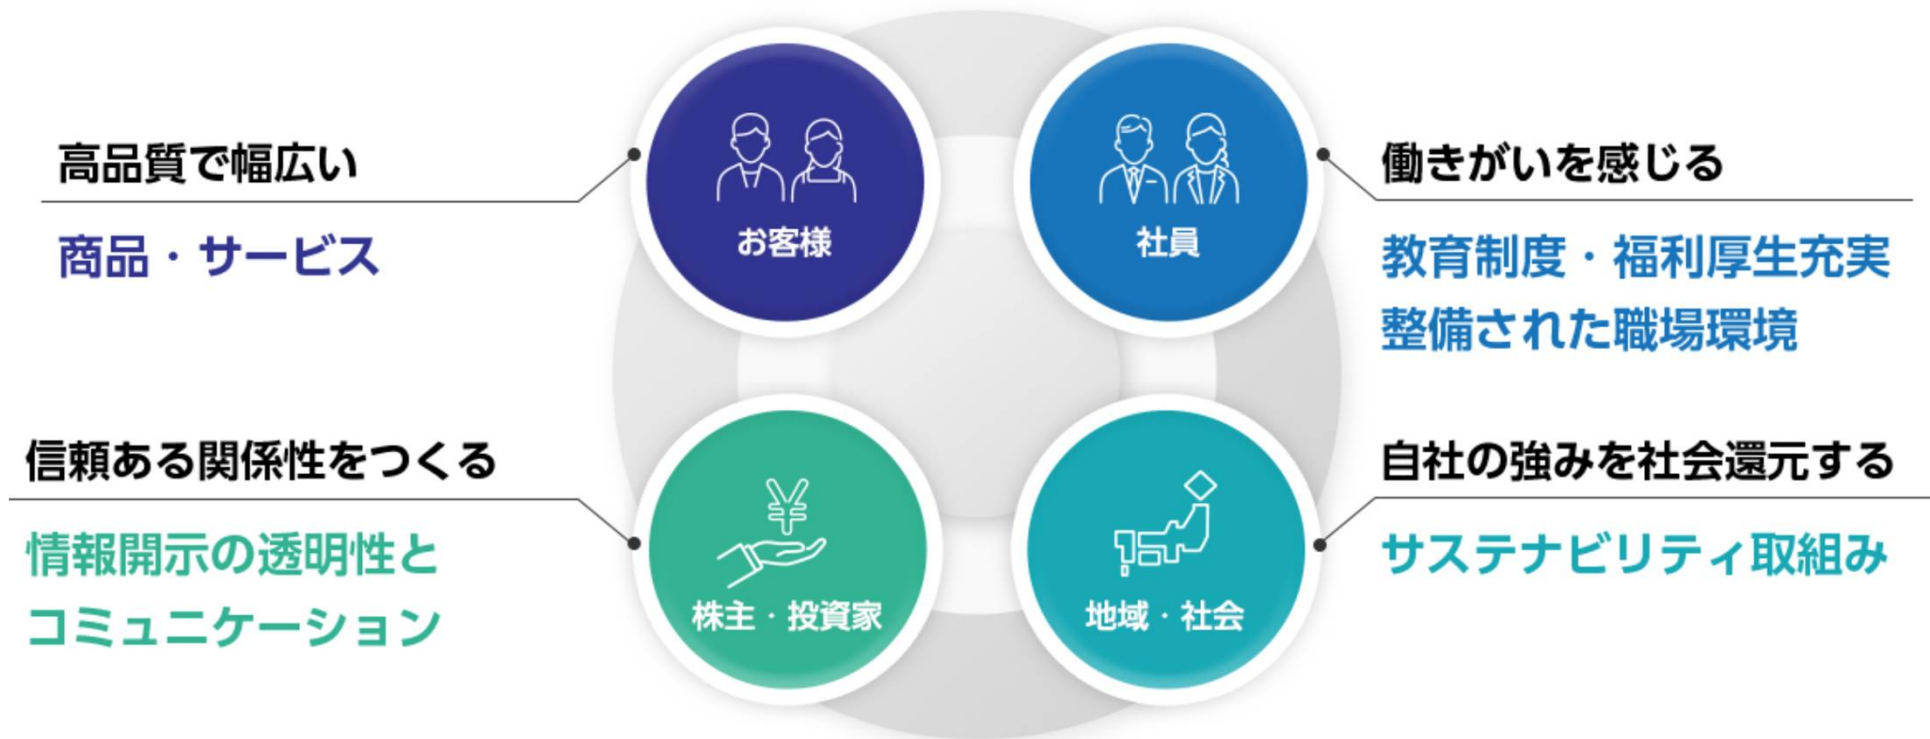 高品質で幅広い
商品・サービス
お客様
社員
働きがいを感じる
教育制度・福利厚生充実
整備された職場環境
信頼ある関係性をつくる
情報開示の透明性と
コミュニケーション
¥
株主・投資家
地域・社会
自社の強みを社会還元する
サステナビリティ取組み